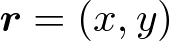 r = (x, y)